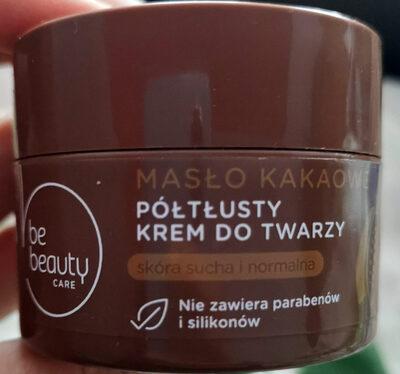 MASŁO KAKAOWE
PÓŁTŁUSTY
KREM DO TWARZY
skóra sucha i normalna
Nie zawiera parabenów
i silikonów
be
beauty
CARE